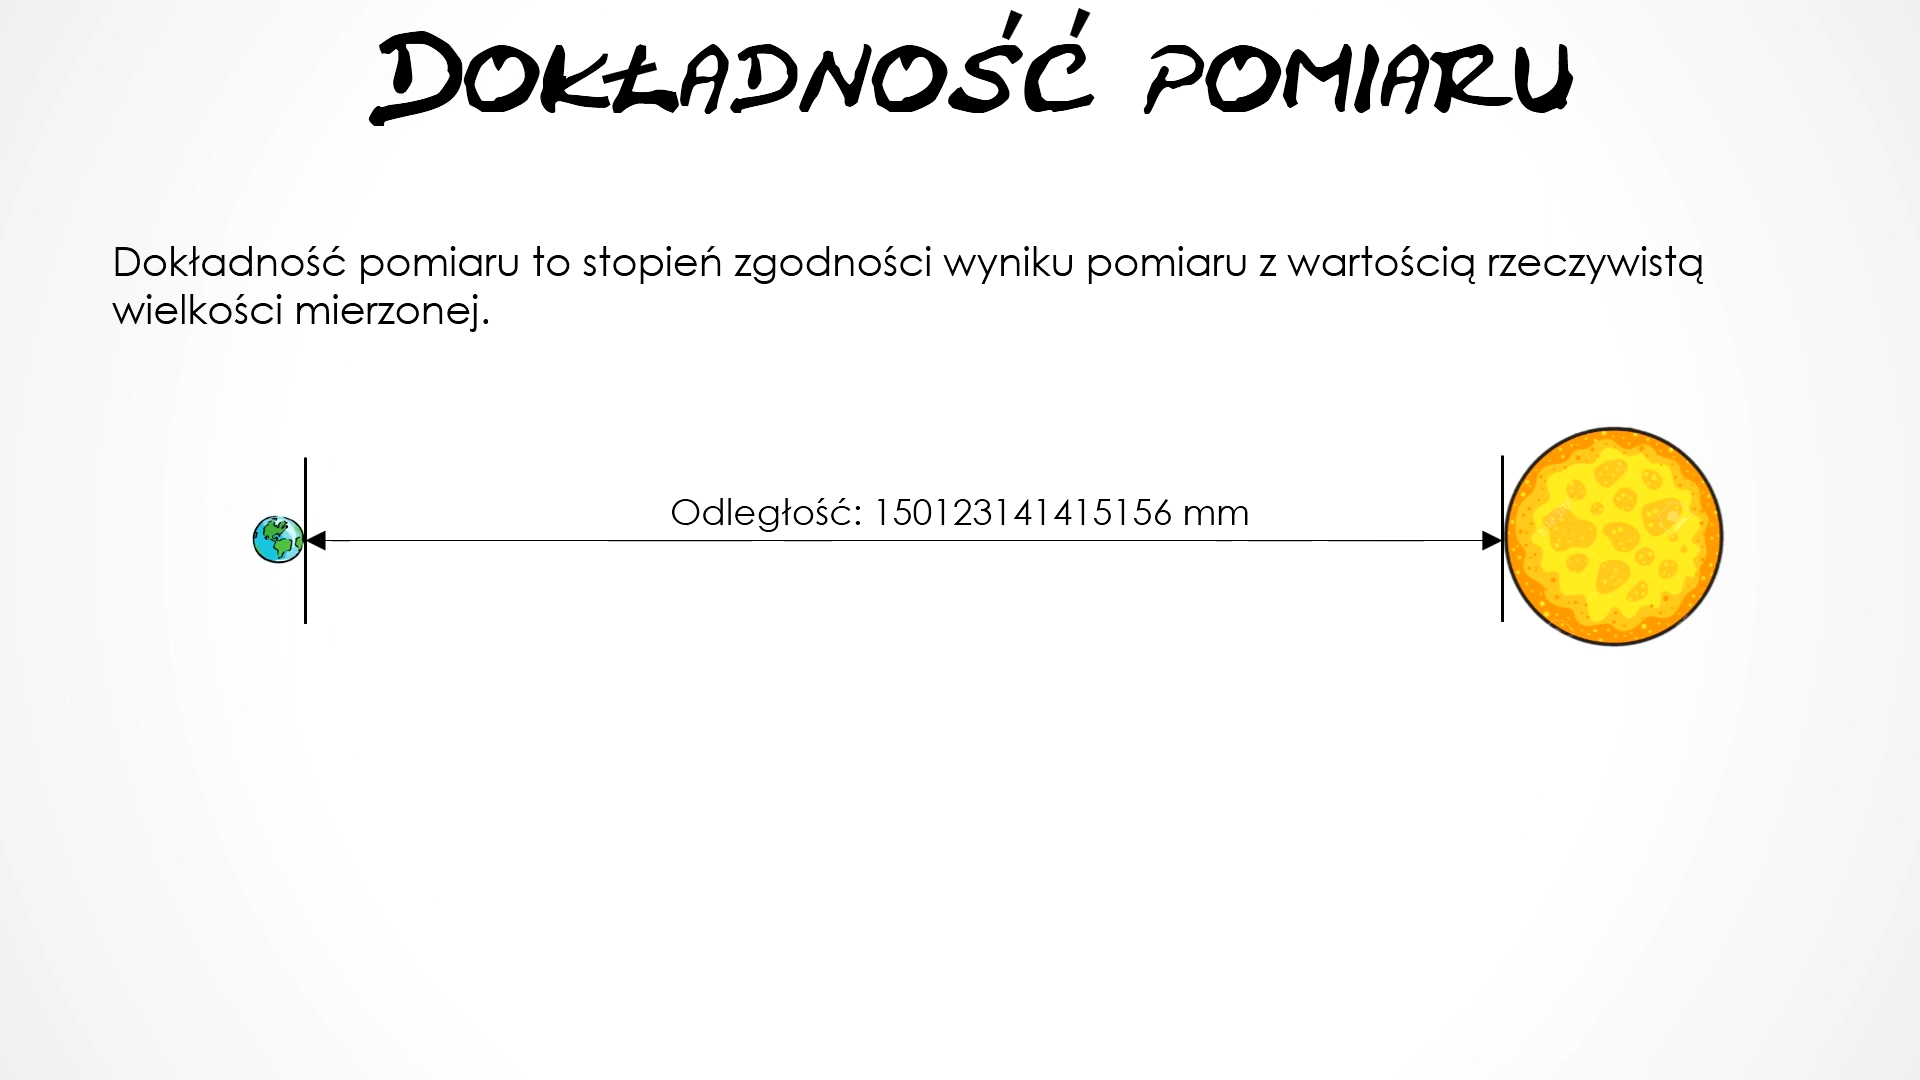 DOKŁADNOŚĆ POMIARU
Dokładność pomiaru to stopień zgodności wyniku pomiaru z wartością rzeczywistą
wielkości mierzonej.
Odległość: 150123141415156 mm